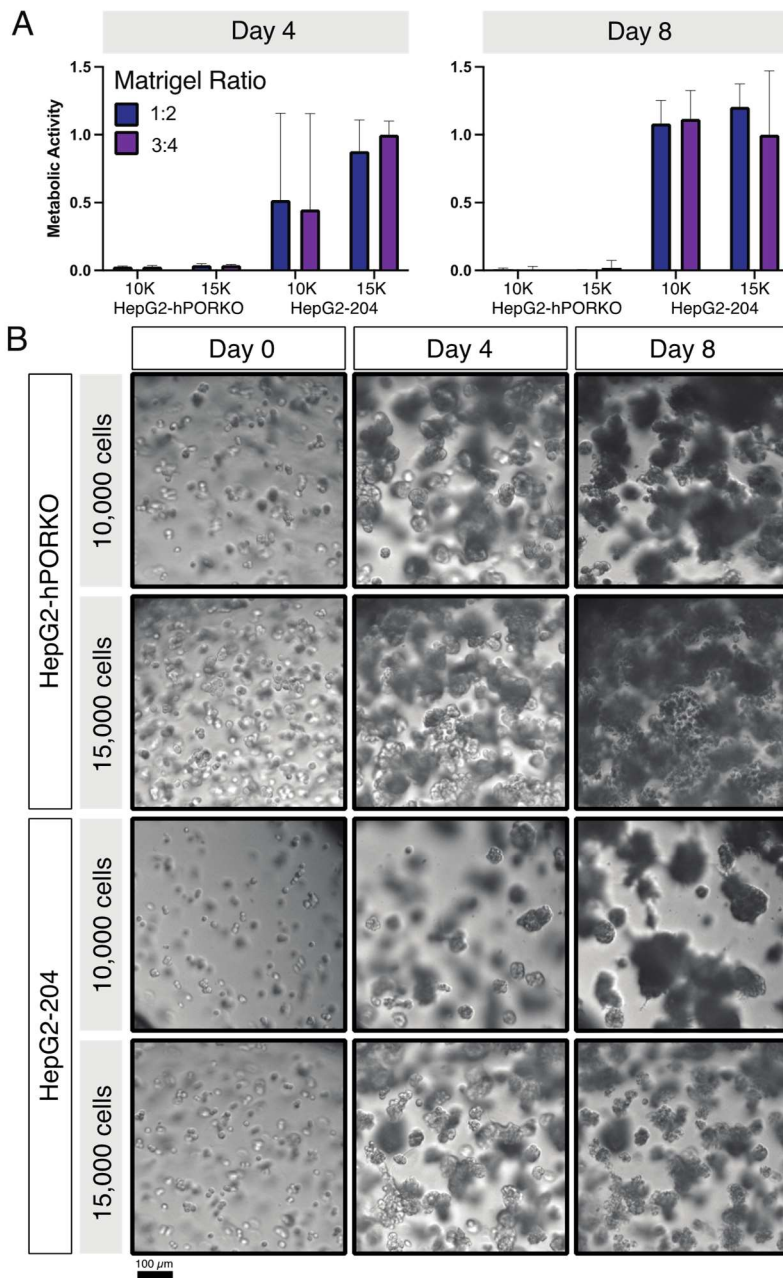 A
Day 4
Day 8
Metabolic Activity
1.5
1.0
0.5
0.0
Matrigel Ratio
1:2
3:4
10K
15K
10K
15K
HepG2-hPORKO
HepG2-204
1.5
1.0
0.5
0.0
10K
15K
10K
15K
HepG2-hPORKO
HepG2-204
B
Day 0
Day 4
Day 8
HepG2-hPORKO
10,000 cells
15,000 cells
HepG2-204
10,000 cells
15,000 cells
100 µm